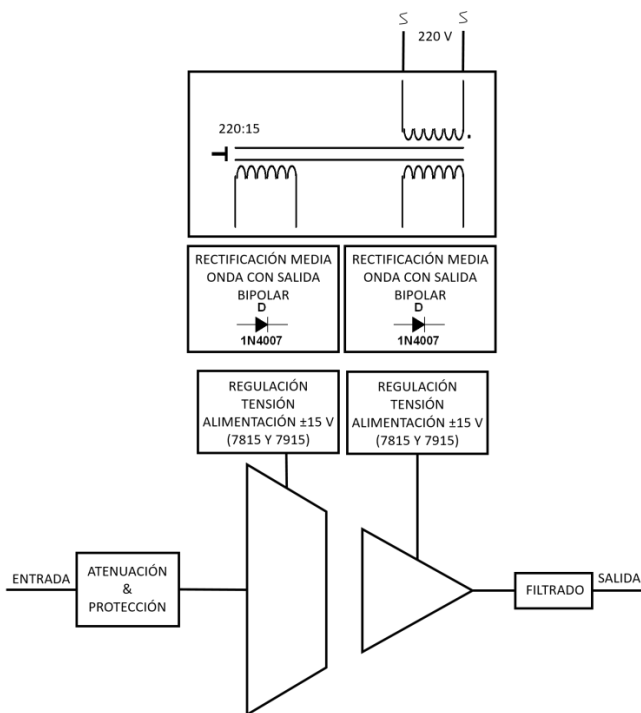 220 V
220:15
RECTIFICACIÓN MEDIA
ONDA CON SALIDA
BIPOLAR
D
1N4007
RECTIFICACIÓN MEDIA
ONDA CON SALIDA
BIPOLAR
D
1N4007
REGULACIÓN
TENSIÓN
ALIMENTACIÓN ±15 V
(7815 Y 7915)
REGULACIÓN
TENSIÓN
ALIMENTACIÓN ±15 V
(7815 Y 7915)
ENTRADA
ATENUACIÓN
&
PROTECCIÓN
FILTRADO
SALIDA